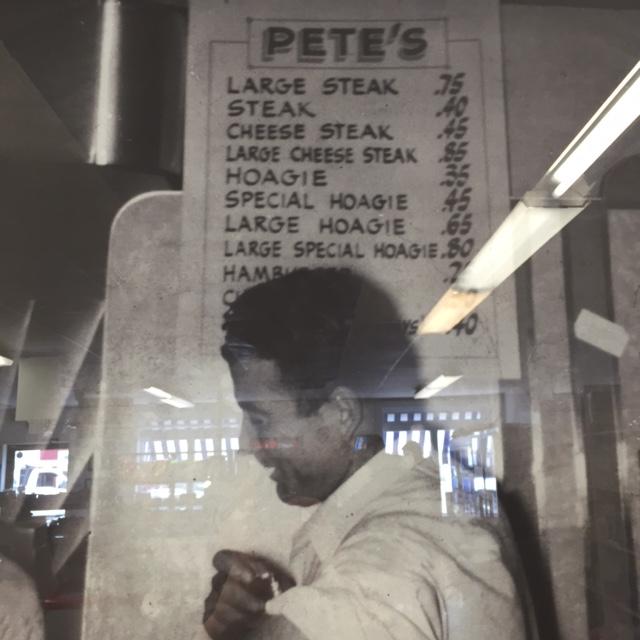 PETE'S
LARGE STEAK .75
STEAK .40
CHEESE STEAK .45
LARGE CHEESE STEAK .85
HOAGIE .35
SPECIAL HOAGIE .45
LARGE HOAGIE .65
LARGE SPECIAL HOAGIE .80